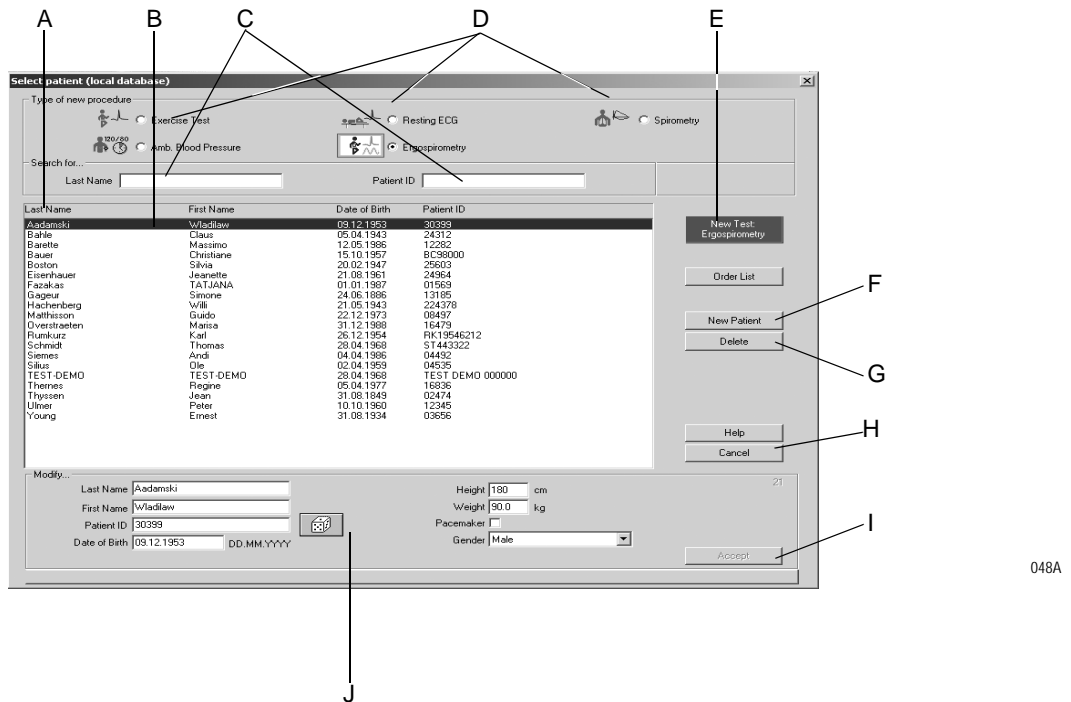 A B C D E
Select patient (local database)
Type of new procedure
Exercise Test Resting ECG Spirometry
120/80 Amb. Blood Pressure Ergospirometry
Search for...
Last Name Patient ID
Last Name First Name Date of Birth Patient ID
Aadamski Wladilaw 09.12.1953 30399
Bahle Claus 05.04.1943 24312
Barette Massimo 12.05.1986 12282
Bauer Christiane 15.10.1957 BC98000
Boston Silvia 20.02.1947 25603
Eisenhauer Jeanette 21.08.1961 24964
Fazakas TATJANA 01.01.1987 01569
Gageur Simone 24.06.1886 13185
Hachenberg Willi 21.05.1943 224378
Matthisson Guido 22.12.1973 08497
Overstraeten Marisa 31.12.1988 16479
Rumkurz Karl 26.12.1954 RK19546212
Schmidt Thomas 28.04.1968 ST443322
Siemes Andi 04.04.1986 04492
Silius Ole 02.04.1959 04535
TEST-DEMO TEST-DEMO 28.04.1968 TEST DEMO 000000
Thernes Regine 05.04.1977 16836
Thyssen Jean 31.08.1849 02474
Ulmer Peter 10.10.1960 12345
Young Ernest 31.08.1934 03656
New Test:
Ergospirometry
Order List
F
New Patient
Delete
G
Help
H
Cancel
Modify...
21
Last Name Aadamski Height 180 cm
First Name Wladilaw Weight 90.0 kg
Patient ID 30399 Pacemaker
Date of Birth 09.12.1953 DD.MM.YYYY Gender Male
I
Accept
048A
J